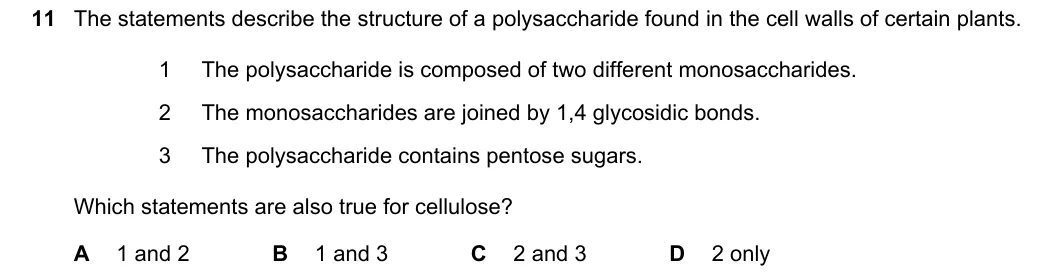 11 The statements describe the structure of a polysaccharide found in the cell walls of certain plants.
1 The polysaccharide is composed of two different monosaccharides.
2 The monosaccharides are joined by 1,4 glycosidic bonds.
3 The polysaccharide contains pentose sugars.
Which statements are also true for cellulose?
A 1 and 2 B 1 and 3 C 2 and 3 D 2 only